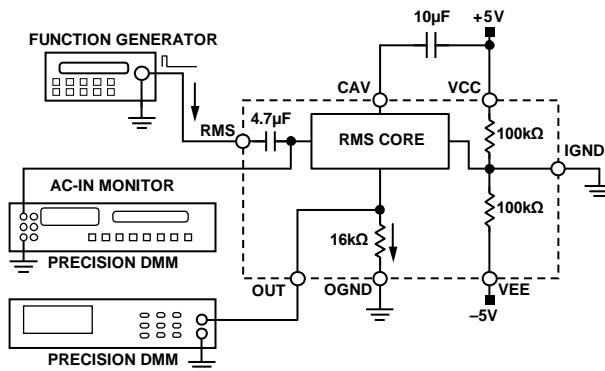 10µF
+5V
FUNCTION GENERATOR
CAV
VCC
4.7µF
RMS
RMS CORE
100kΩ
IGND
AC-IN MONITOR
100kΩ
16kΩ
PRECISION DMM
OUT
OGND
VEE
–5V
PRECISION DMM